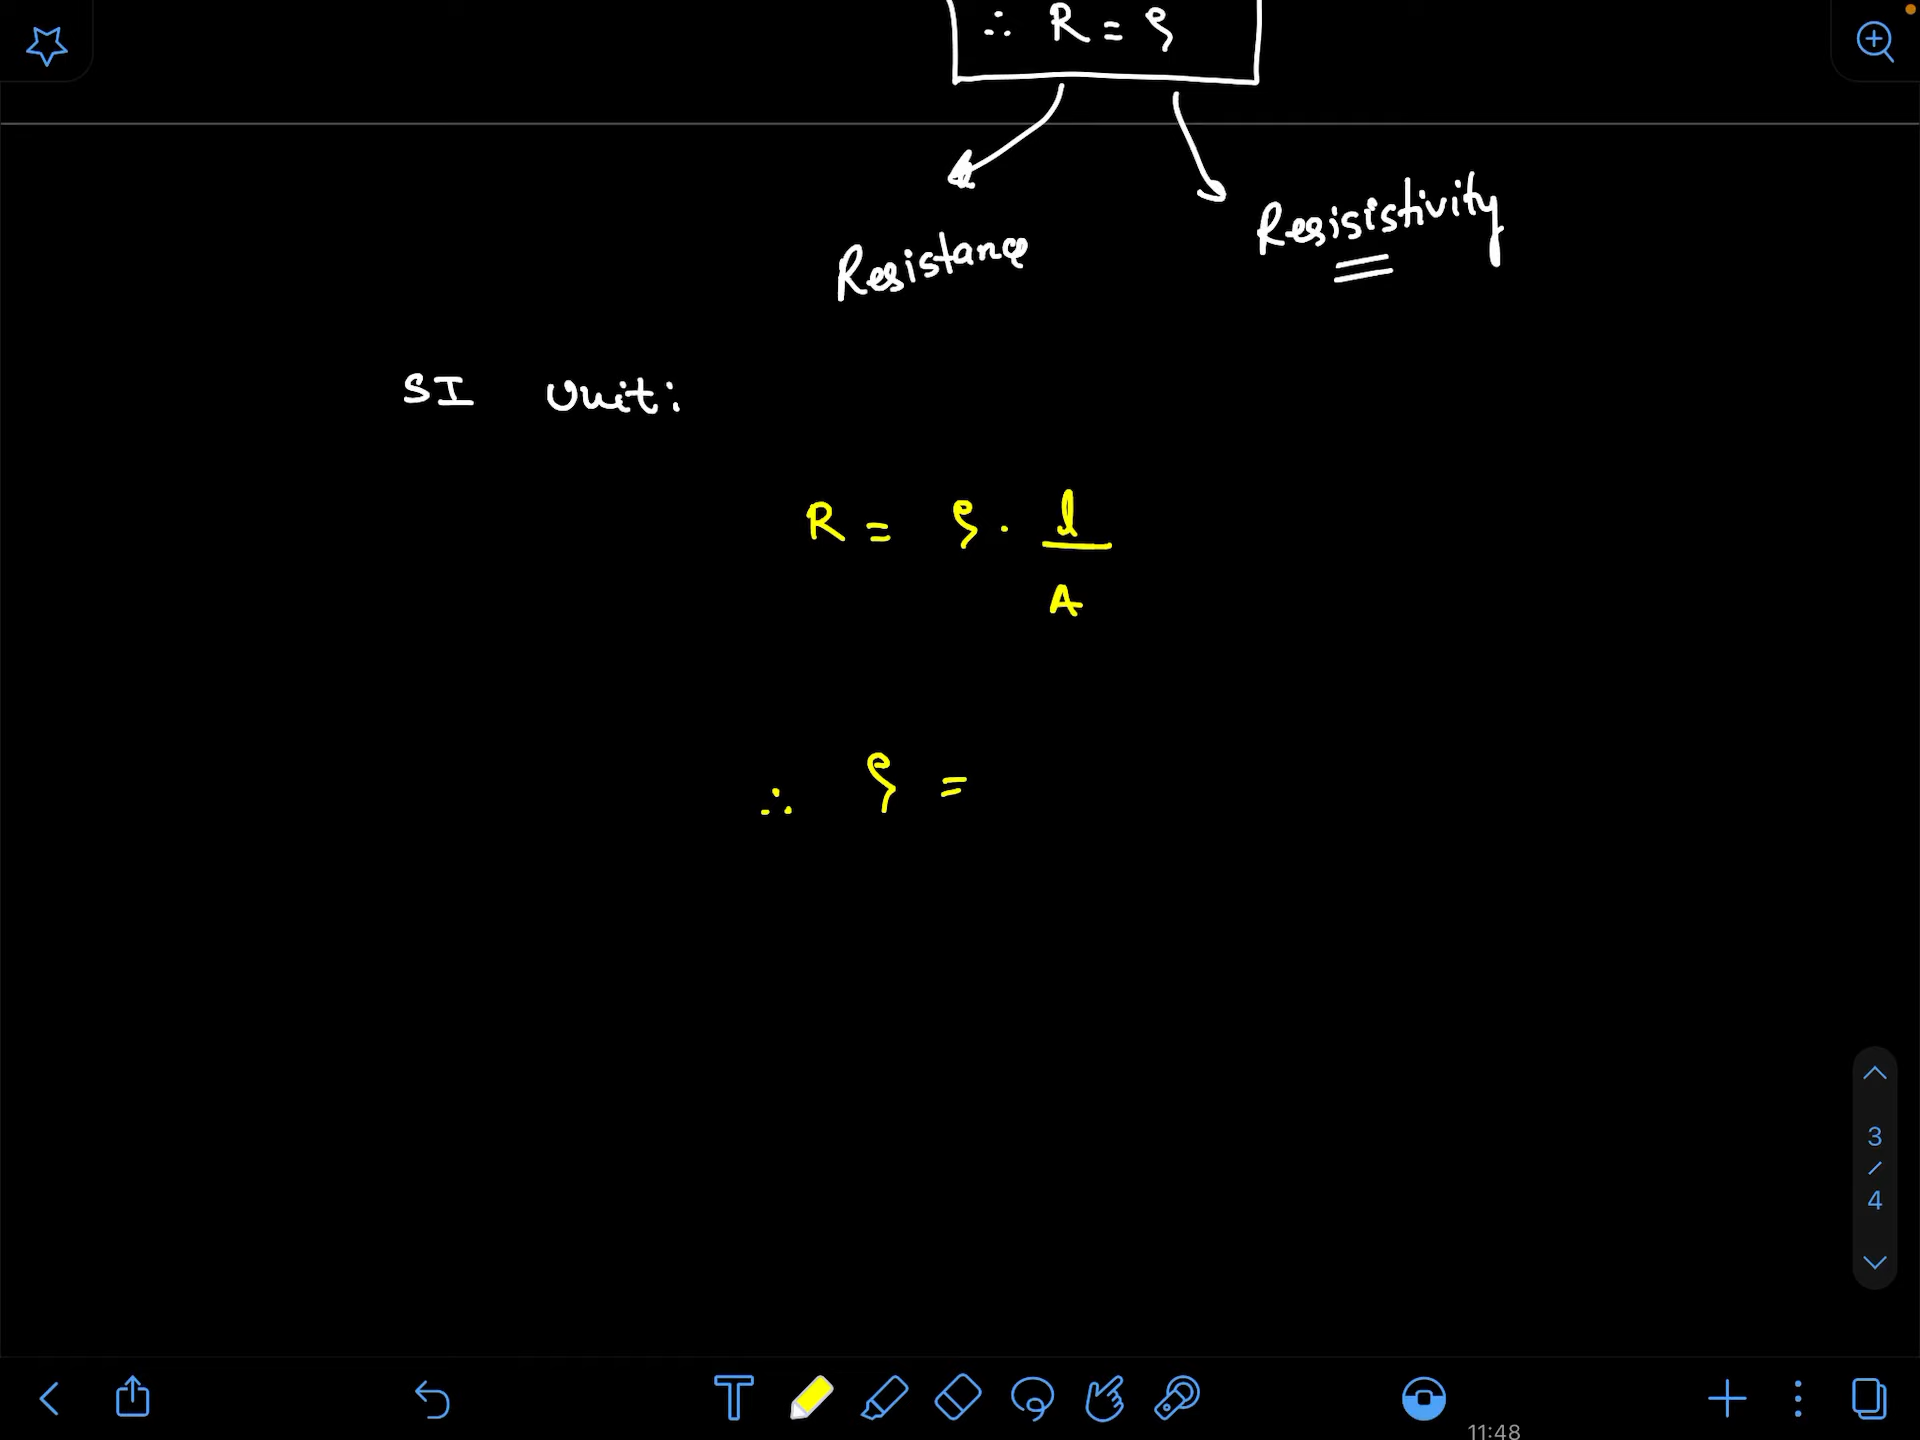 ∴ R = ρ
Resistance
Resisistivity
SI Unit:
R = ρ · l
A
∴ ρ =
3
/
4
T
11:48